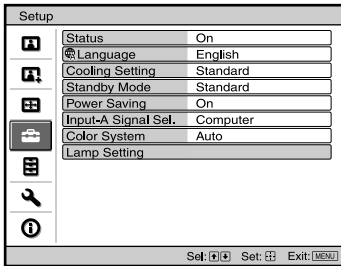 Setup
Status On
Language English
Cooling Setting Standard
Standby Mode Standard
Power Saving On
Input-A Signal Sel. Computer
Color System Auto
Lamp Setting
Sel: Set: Exit: MENU